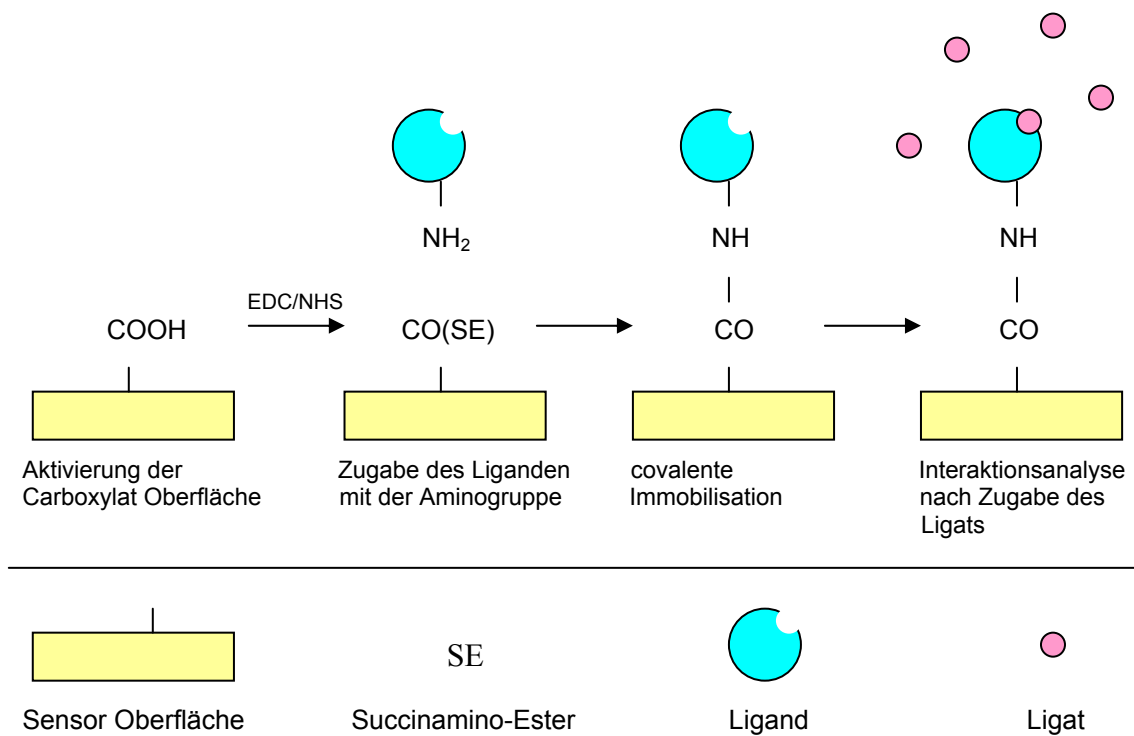 NH₂
NH
NH
EDC/NHS
COOH
CO(SE)
CO
CO
Aktivierung der
Carboxylat Oberfläche
Zugabe des Liganden
mit der Aminogruppe
covalente
Immobilisation
Interaktionsanalyse
nach Zugabe des
Ligats
SE
Sensor Oberfläche
Succinamino-Ester
Ligand
Ligat